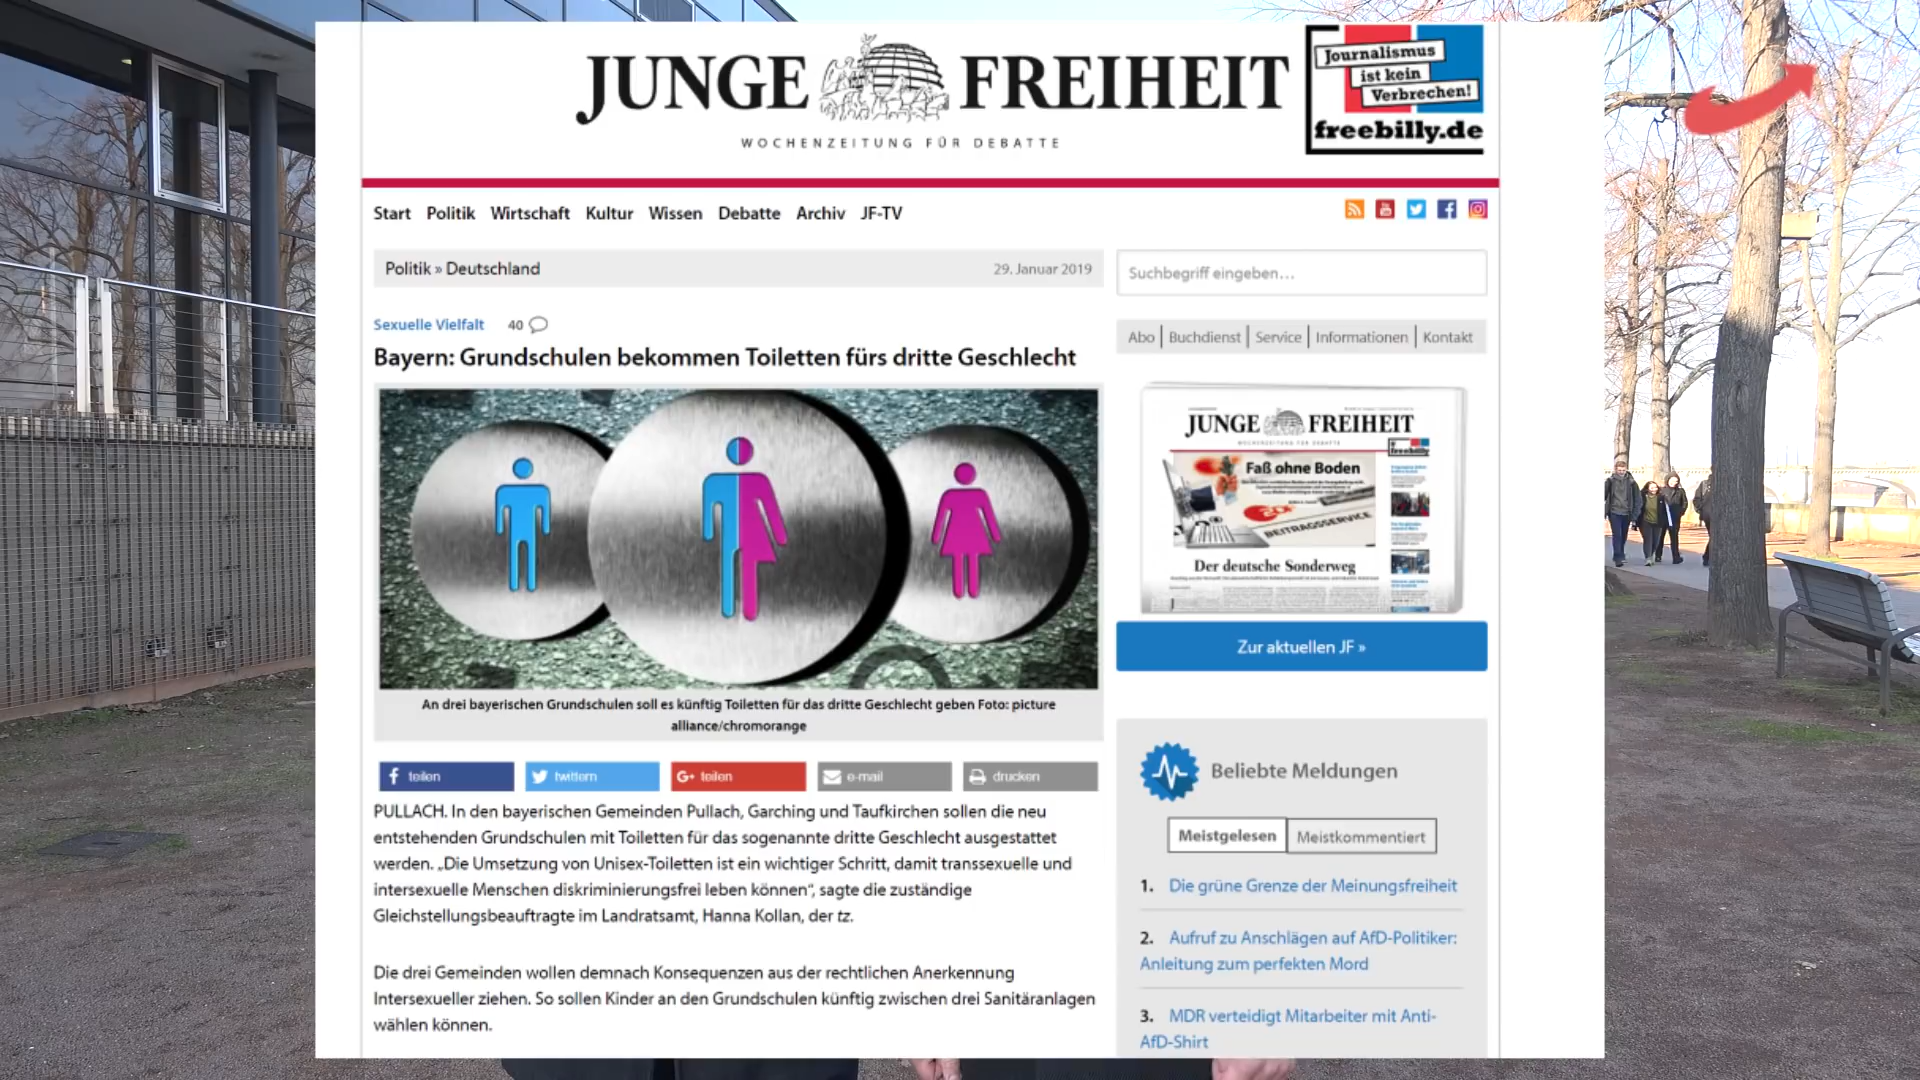 JUNGE FREIHEIT
WOCHENZEITUNG FÜR DEBATTE
Journalismus
ist kein
Verbrechen!
freebilly.de
Start Politik Wirtschaft Kultur Wissen Debatte Archiv JF-TV
Politik » Deutschland 29. Januar 2019
Suchbegriff eingeben…
Sexuelle Vielfalt 40
Abo | Buchdienst | Service | Informationen | Kontakt
Bayern: Grundschulen bekommen Toiletten fürs dritte Geschlecht
An drei bayerischen Grundschulen soll es künftig Toiletten für das dritte Geschlecht geben Foto: picture
alliance/chromorange
teilen twittern teilen e-mail drucken
PULLACH. In den bayerischen Gemeinden Pullach, Garching und Taufkirchen sollen die neu
entstehenden Grundschulen mit Toiletten für das sogenannte dritte Geschlecht ausgestattet
werden. „Die Umsetzung von Unisex-Toiletten ist ein wichtiger Schritt, damit transsexuelle und
intersexuelle Menschen diskriminierungsfrei leben können“, sagte die zuständige
Gleichstellungsbeauftragte im Landratsamt, Hanna Kollan, der tz.
Die drei Gemeinden wollen demnach Konsequenzen aus der rechtlichen Anerkennung
Intersexueller ziehen. So sollen Kinder an den Grundschulen künftig zwischen drei Sanitäranlagen
wählen können.
JUNGE FREIHEIT
Faß ohne Boden
BEITRAGSSERVICE
Der deutsche Sonderweg
Zur aktuellen JF »
Beliebte Meldungen
Meistgelesen Meistkommentiert
1. Die grüne Grenze der Meinungsfreiheit
2. Aufruf zu Anschlägen auf AfD-Politiker:
Anleitung zum perfekten Mord
3. MDR verteidigt Mitarbeiter mit Anti-
AfD-Shirt